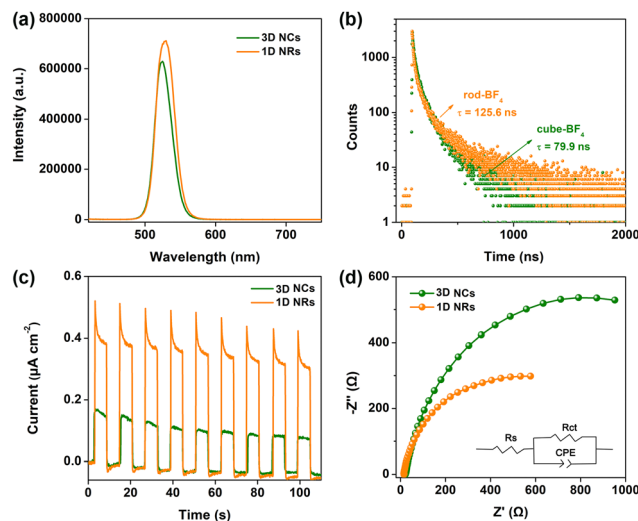 (a)
3D NCs
1D NRs
Intensity (a.u.)
800000
600000
400000
200000
0
500
600
700
Wavelength (nm)
(b)
rod-BF₄
τ = 125.6 ns
cube-BF₄
τ = 79.9 ns
Counts
1000
100
10
1
0
500
1000
1500
2000
Time (ns)
(c)
3D NCs
1D NRs
Current (µA cm⁻²)
0.6
0.4
0.2
0.0
0
20
40
60
80
100
Time (s)
(d)
3D NCs
1D NRs
-Z'' (Ω)
600
300
0
Rs
Rct
CPE
0
200
400
600
800
1000
Z' (Ω)